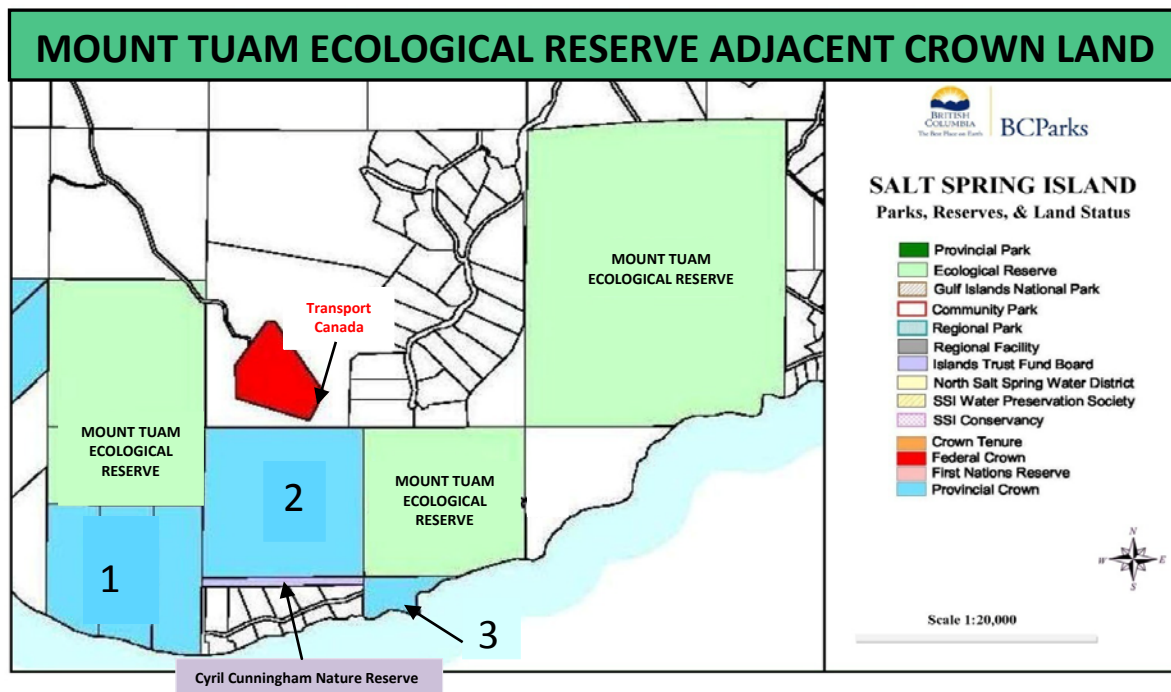 MOUNT TUAM ECOLOGICAL RESERVE ADJACENT CROWN LAND
BRITISH
COLUMBIA
The Best Place on Earth
BCParks
SALT SPRING ISLAND
Parks, Reserves, & Land Status
Provincial Park
Ecological Reserve
Gulf Islands National Park
Community Park
Regional Park
Regional Facility
Islands Trust Fund Board
North Salt Spring Water District
SSI Water Preservation Society
SSI Conservancy
Crown Tenure
Federal Crown
First Nations Reserve
Provincial Crown
N
W
E
S
Scale 1:20,000
MOUNT TUAM
ECOLOGICAL RESERVE
Transport
Canada
MOUNT TUAM
ECOLOGICAL
RESERVE
MOUNT TUAM
ECOLOGICAL
RESERVE
1
2
3
Cyril Cunningham Nature Reserve